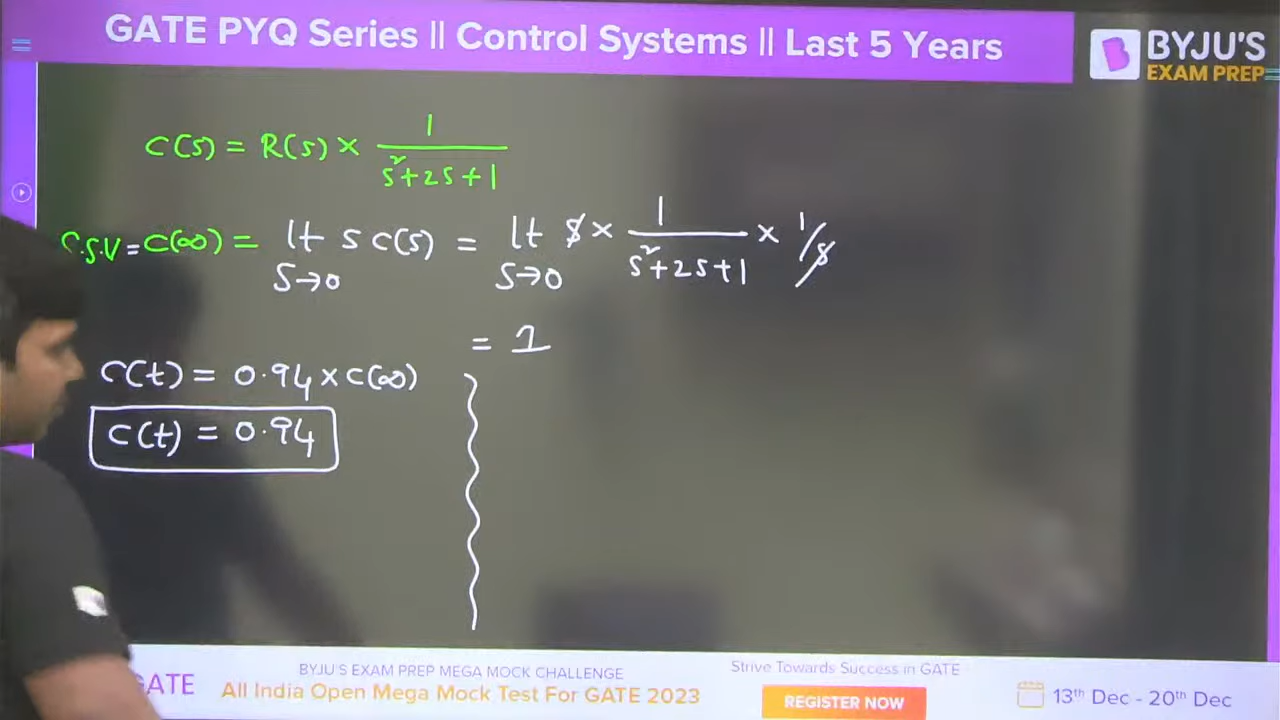 GATE PYQ Series || Control Systems || Last 5 Years
BYJU'S
EXAM PREP
C(s) = R(s) × 1/(s²+2s+1)
S.V = C(∞) = lt s→0 s C(s) = lt s→0 s × 1/(s²+2s+1) × 1/s
= 1
C(t) = 0.94 × C(∞)
C(t) = 0.94
GATE
BYJU'S EXAM PREP MEGA MOCK CHALLENGE
All India Open Mega Mock Test For GATE 2023
Strive Towards Success in GATE
REGISTER NOW
13th Dec - 20th Dec